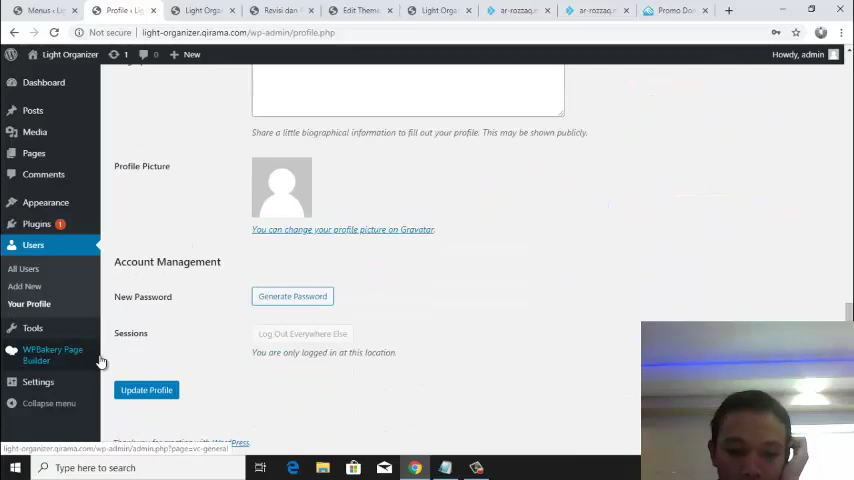 Menus ‹ Lig
Profile ‹ Light
Light Organ
Revisi dan P
Edit Theme
Light Organ
ar-rozzaq.n
ar-rozzaq.n
Promo Dom
Not secure
light-organizer.qirama.com/wp-admin/profile.php
Light Organizer
1
0
New
Howdy, admin
Dashboard
Posts
Media
Pages
Comments
Appearance
Plugins 1
Users
All Users
Add New
Your Profile
Tools
WPBakery Page
Builder
Settings
Collapse menu
Share a little biographical information to fill out your profile. This may be shown publicly.
Profile Picture
You can change your profile picture on Gravatar.
Account Management
New Password
Generate Password
Sessions
Log Out Everywhere Else
You are only logged in at this location.
Update Profile
WordPress.
light-organizer.qirama.com/wp-admin/admin.php?page=vc-general
Type here to search